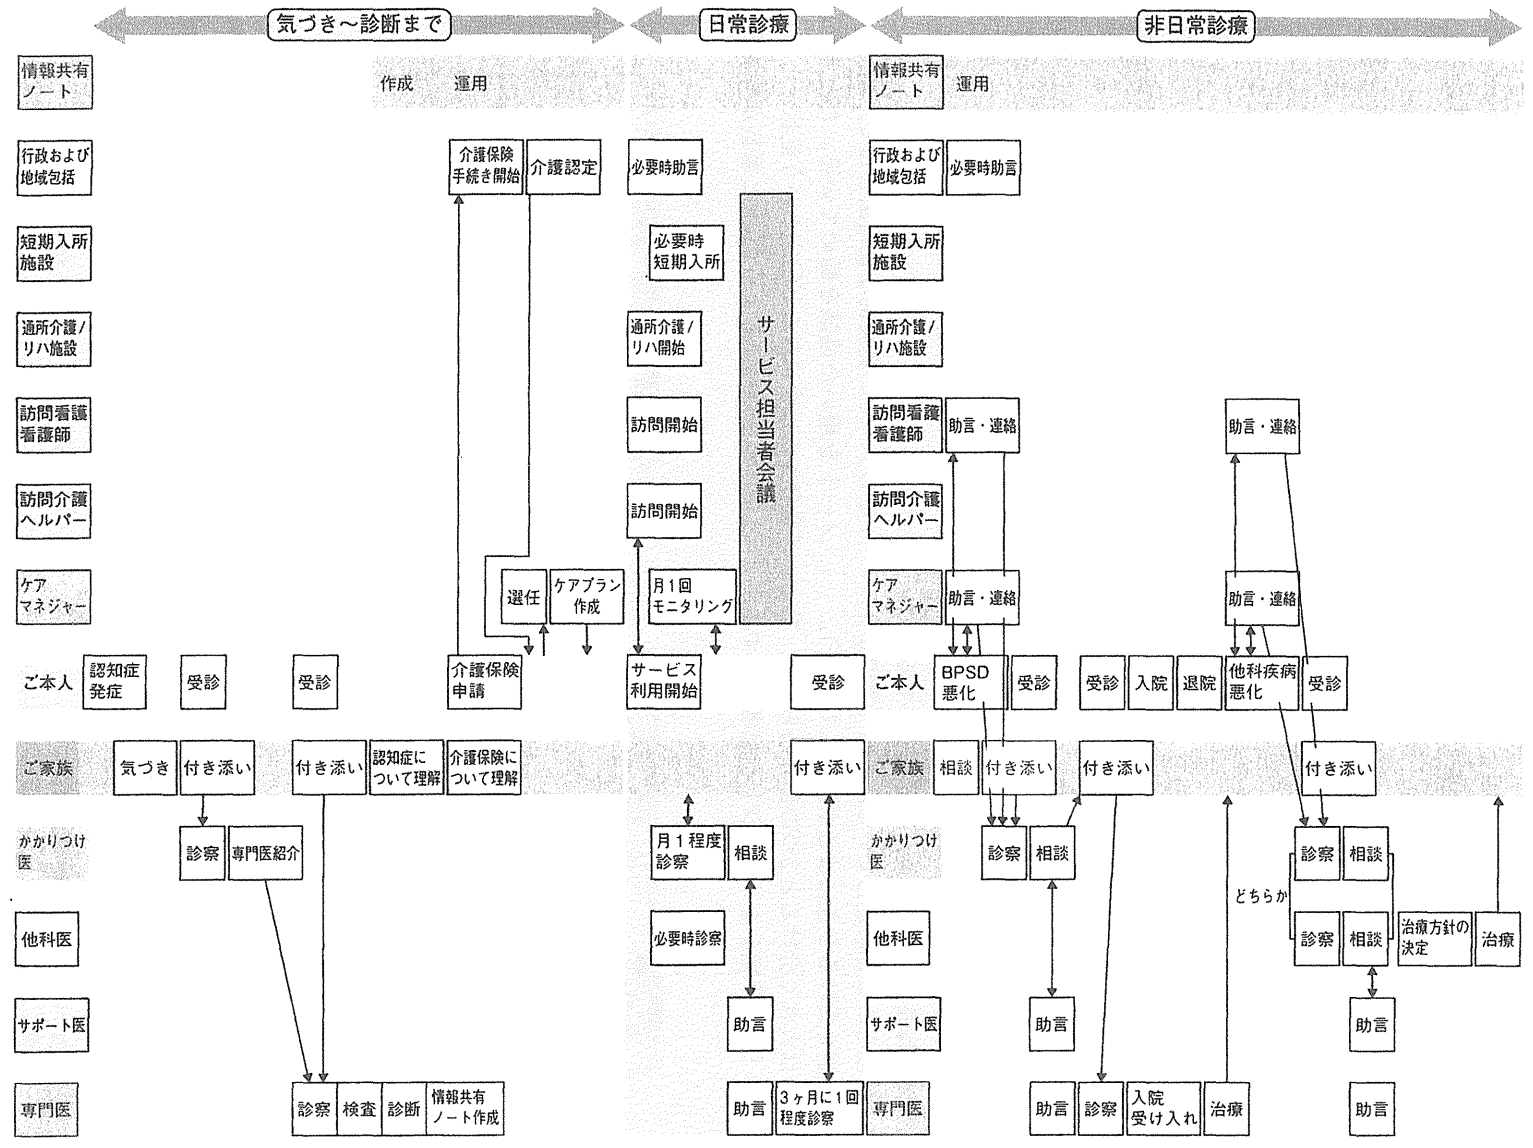 気づき～診断まで
日常診療
非日常診療
情報共有
ノート
作成
運用
情報共有
ノート
運用
行政および
地域包括
介護保険
手続き開始
介護認定
必要時助言
行政および
地域包括
必要時助言
短期入所
施設
必要時
短期入所
短期入所
施設
通所介護/
リハ施設
通所介護/
リハ開始
サービス担当者会議
通所介護/
リハ施設
訪問看護
看護師
訪問開始
訪問看護
看護師
助言・連絡
助言・連絡
訪問介護
ヘルパー
訪問開始
訪問介護
ヘルパー
ケア
マネジャー
選任
ケアプラン
作成
月1回
モニタリング
ケア
マネジャー
助言・連絡
助言・連絡
ご本人
認知症
発症
受診
受診
介護保険
申請
サービス
利用開始
受診
ご本人
BPSD
悪化
受診
受診
入院
退院
他科疾病
悪化
受診
ご家族
気づき
付き添い
付き添い
認知症に
ついて理解
介護保険に
ついて理解
付き添い
ご家族
相談
付き添い
付き添い
付き添い
かかりつけ
医
診察
専門医紹介
月1程度
診察
相談
かかりつけ
医
診察
相談
診察
相談
どちらか
他科医
必要時診察
他科医
診察
相談
治療方針の
決定
治療
サポート医
助言
サポート医
助言
助言
専門医
診察
検査
診断
情報共有
ノート作成
助言
3ヶ月に1回
程度診察
専門医
助言
診察
入院
受け入れ
治療
助言